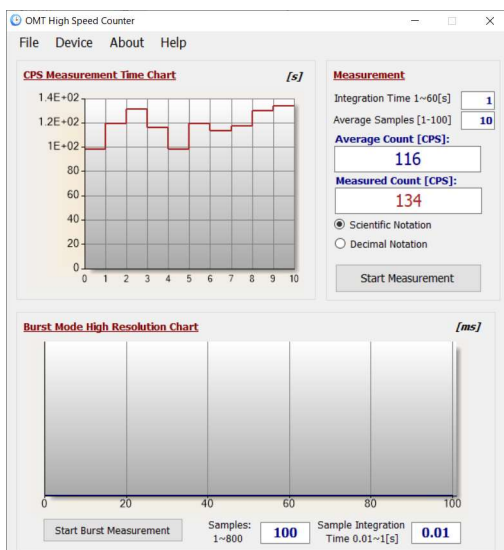 OMT High Speed Counter
File Device About Help
CPS Measurement Time Chart [s]
1.4E+02
1.2E+02
1E+02
80
60
40
20
0
0 1 2 3 4 5 6 7 8 9 10
Measurement
Integration Time 1~60[s] 1
Average Samples [1-100] 10
Average Count [CPS]:
116
Measured Count [CPS]:
134
Scientific Notation
Decimal Notation
Start Measurement
Burst Mode High Resolution Chart [ms]
0 20 40 60 80 100
Start Burst Measurement
Samples:
1~800
100
Sample Integration
Time 0.01~1[s]
0.01